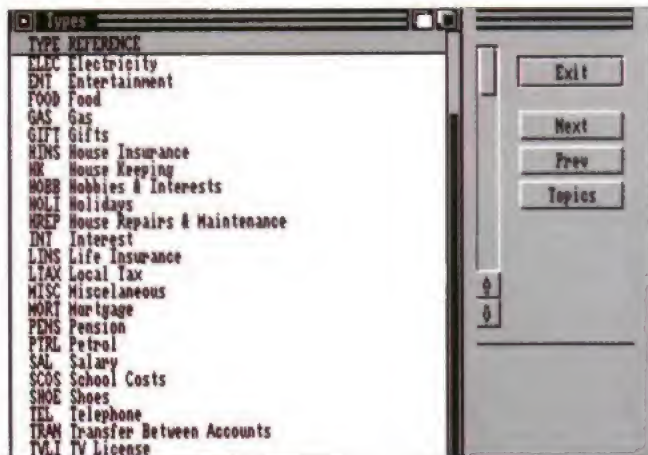 Types
TYPE REFERENCE
ELEC Electricity
ENT Entertainment
FOOD Food
GAS Gas
GIFT Gifts
HINS House Insurance
HK House Keeping
HOBB Hobbies & Interests
HOLI Holidays
HREP House Repairs & Maintenance
INT Interest
LINS Life Insurance
LTAX Local Tax
MISC Miscelaneous
MORT Mortgage
PENS Pension
PTRL Petrol
SAL Salary
SCOS School Costs
SHOE Shoes
TEL Telephone
TRAN Transfer Between Accounts
TVLI TV License
Exit
Next
Prev
Topics